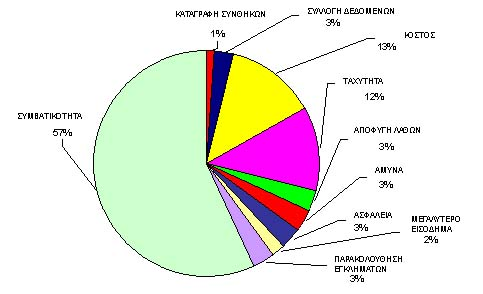 ΚΑΤΑΓΡΑΦΗ ΣΥΝΘΗΚΩΝ
1%
ΣΥΛΛΟΓΗ ΔΕΔΟΜΕΝΩΝ
3%
ΚΟΣΤΟΣ
13%
ΤΑΧΥΤΗΤΑ
12%
ΑΠΟΦΥΓΗ ΛΑΘΩΝ
3%
ΑΜΥΝΑ
3%
ΑΣΦΑΛΕΙΑ
3%
ΜΕΓΑΛΥΤΕΡΟ
ΕΙΣΟΔΗΜΑ
2%
ΠΑΡΑΚΟΛΟΥΘΗΣΗ
ΕΓΚΛΗΜΑΤΩΝ
3%
ΣΥΜΒΑΤΙΚΟΤΗΤΑ
57%